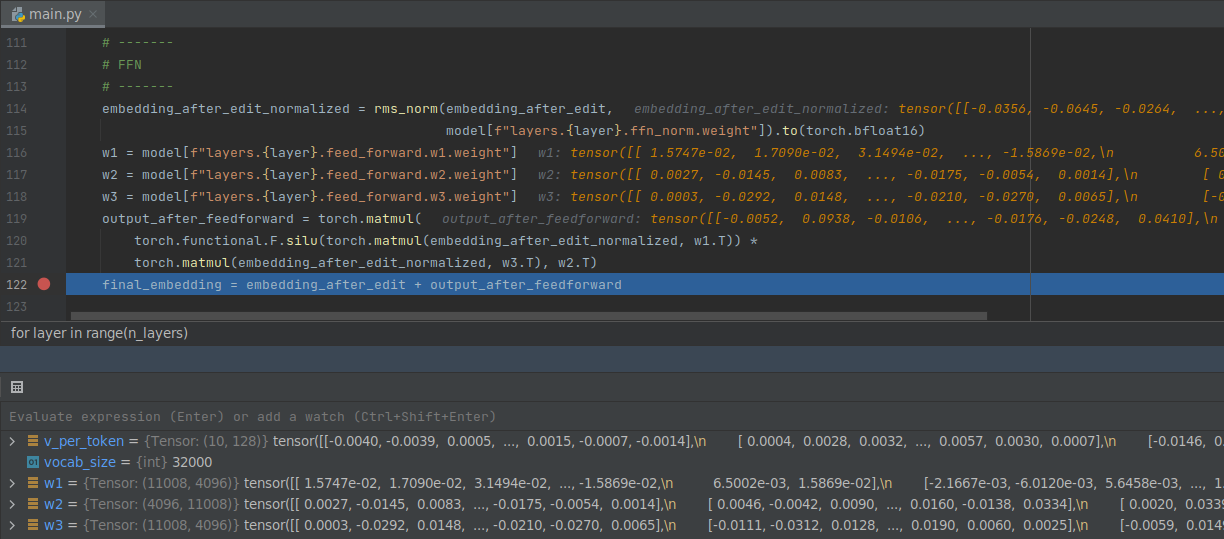 main.py
111 # -------
112 # FFN
113 # -------
114 embedding_after_edit_normalized = rms_norm(embedding_after_edit, embedding_after_edit_normalized: tensor([[-0.0356, -0.0645, -0.0264, ...,
115 model[f"layers.{layer}.ffn_norm.weight"]).to(torch.bfloat16)
116 w1 = model[f"layers.{layer}.feed_forward.w1.weight"] w1: tensor([[ 1.5747e-02, 1.7090e-02, 3.1494e-02, ..., -1.5869e-02,\n 6.50
117 w2 = model[f"layers.{layer}.feed_forward.w2.weight"] w2: tensor([[ 0.0027, -0.0145, 0.0083, ..., -0.0175, -0.0054, 0.0014],\n [ 0
118 w3 = model[f"layers.{layer}.feed_forward.w3.weight"] w3: tensor([[ 0.0003, -0.0292, 0.0148, ..., -0.0210, -0.0270, 0.0065],\n [-0
119 output_after_feedforward = torch.matmul( output_after_feedforward: tensor([[-0.0052, 0.0938, -0.0106, ..., -0.0176, -0.0248, 0.0410],\n
120 torch.functional.F.silu(torch.matmul(embedding_after_edit_normalized, w1.T)) *
121 torch.matmul(embedding_after_edit_normalized, w3.T), w2.T)
122 final_embedding = embedding_after_edit + output_after_feedforward
123
for layer in range(n_layers)
Evaluate expression (Enter) or add a watch (Ctrl+Shift+Enter)
v_per_token = {Tensor: (10, 128)} tensor([[-0.0040, -0.0039, 0.0005, ..., 0.0015, -0.0007, -0.0014],\n [ 0.0004, 0.0028, 0.0032, ..., 0.0057, 0.0030, 0.0007],\n [-0.0146, 0.
01 vocab_size = {int} 32000
w1 = {Tensor: (11008, 4096)} tensor([[ 1.5747e-02, 1.7090e-02, 3.1494e-02, ..., -1.5869e-02,\n 6.5002e-03, 1.5869e-02],\n [-2.1667e-03, -6.0120e-03, 5.6458e-03, ..., 1.
w2 = {Tensor: (4096, 11008)} tensor([[ 0.0027, -0.0145, 0.0083, ..., -0.0175, -0.0054, 0.0014],\n [ 0.0046, -0.0042, 0.0090, ..., 0.0160, -0.0138, 0.0334],\n [ 0.0020, 0.0339
w3 = {Tensor: (11008, 4096)} tensor([[ 0.0003, -0.0292, 0.0148, ..., -0.0210, -0.0270, 0.0065],\n [-0.0111, -0.0312, 0.0128, ..., 0.0190, 0.0060, 0.0025],\n [-0.0059, 0.0149